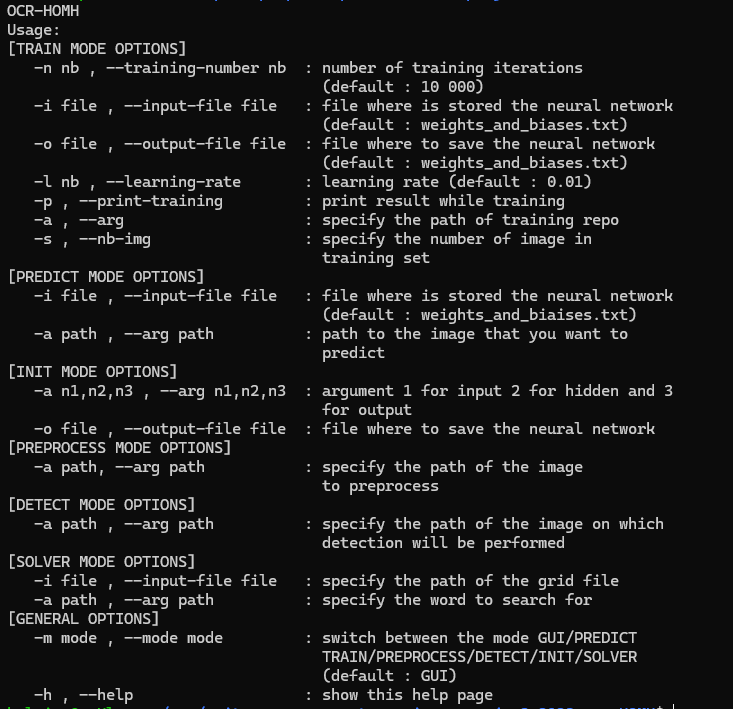 OCR-HOMH
Usage:
[TRAIN MODE OPTIONS]
   -n nb , --training-number nb  : number of training iterations
                                   (default : 10 000)
   -i file , --input-file file   : file where is stored the neural network
                                   (default : weights_and_biases.txt)
   -o file , --output-file file  : file where to save the neural network
                                   (default : weights_and_biases.txt)
   -l nb , --learning-rate       : learning rate (default : 0.01)
   -p , --print-training         : print result while training
   -a , --arg                    : specify the path of training repo
   -s , --nb-img                 : specify the number of image in
                                   training set
[PREDICT MODE OPTIONS]
   -i file , --input-file file   : file where is stored the neural network
                                   (default : weights_and_biaises.txt)
   -a path , --arg path          : path to the image that you want to
                                   predict
[INIT MODE OPTIONS]
   -a n1,n2,n3 , --arg n1,n2,n3  : argument 1 for input 2 for hidden and 3
                                   for output
   -o file , --output-file file  : file where to save the neural network
[PREPROCESS MODE OPTIONS]
   -a path, --arg path           : specify the path of the image
                                   to preprocess
[DETECT MODE OPTIONS]
   -a path , --arg path          : specify the path of the image on which
                                   detection will be performed
[SOLVER MODE OPTIONS]
   -i file , --input-file file   : specify the path of the grid file
   -a path , --arg path          : specify the word to search for
[GENERAL OPTIONS]
   -m mode , --mode mode         : switch between the mode GUI/PREDICT
                                   TRAIN/PREPROCESS/DETECT/INIT/SOLVER
                                   (default : GUI)
   -h , --help                   : show this help page